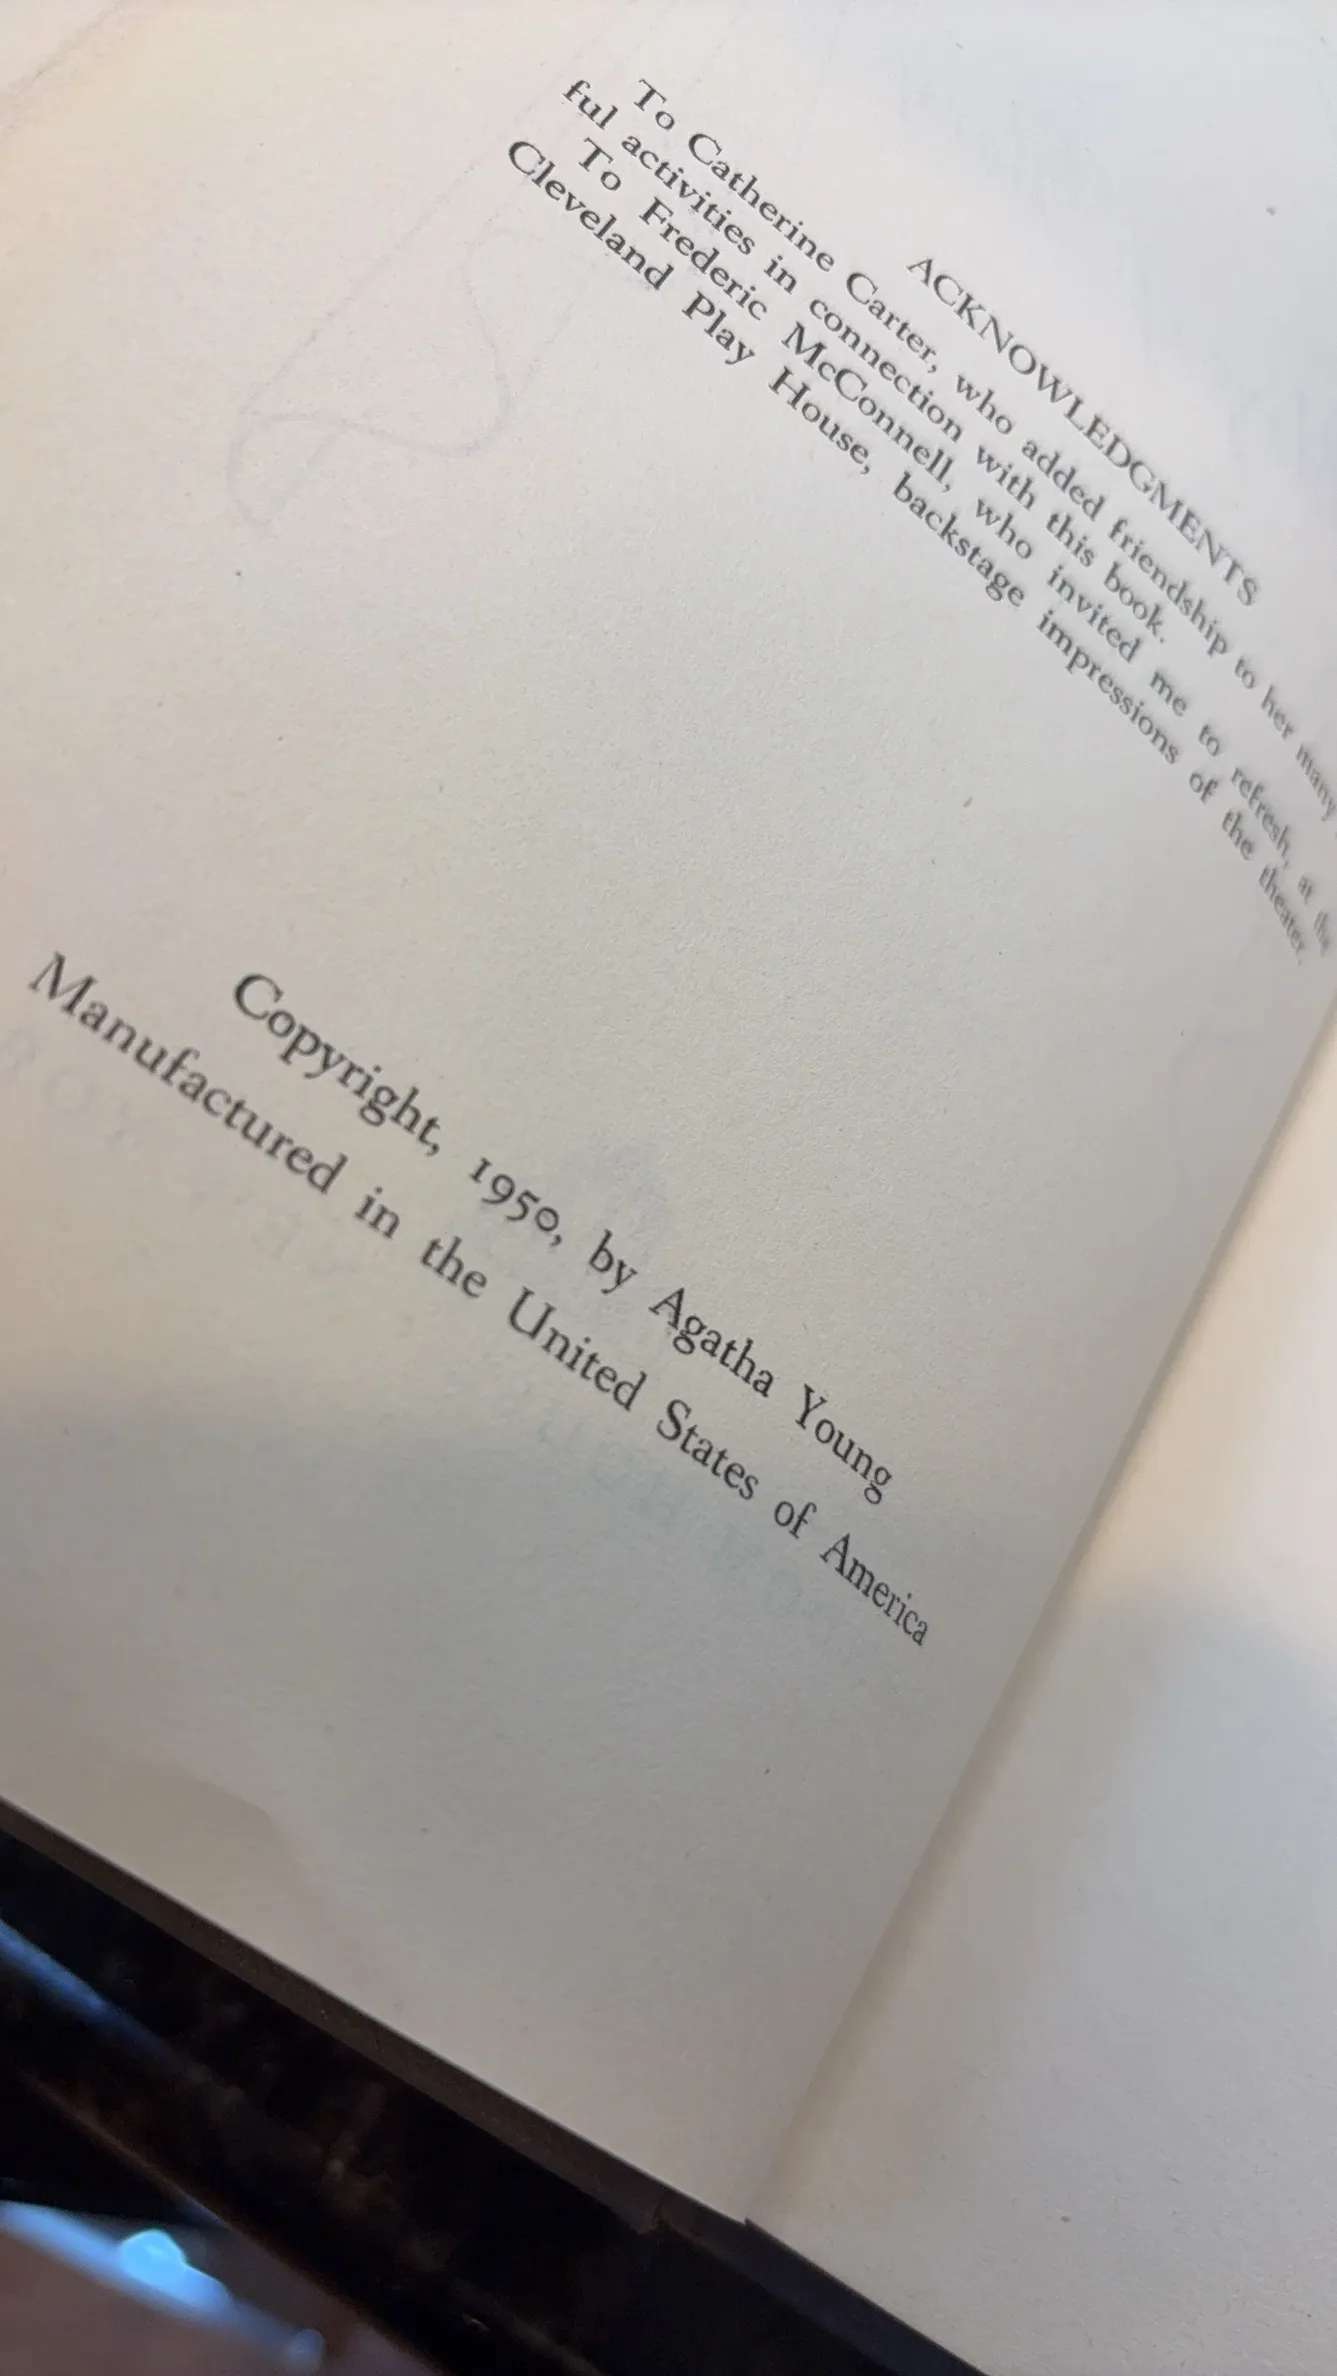 ACKNOWLEDGMENTS
To Catherine Carter, who added friendship to her many
ful activities in connection with this book.
To Frederic McConnell, who invited me to refresh, at the
Cleveland Play House, backstage impressions of the theater.
Copyright, 1950, by Agatha Young
Manufactured in the United States of America